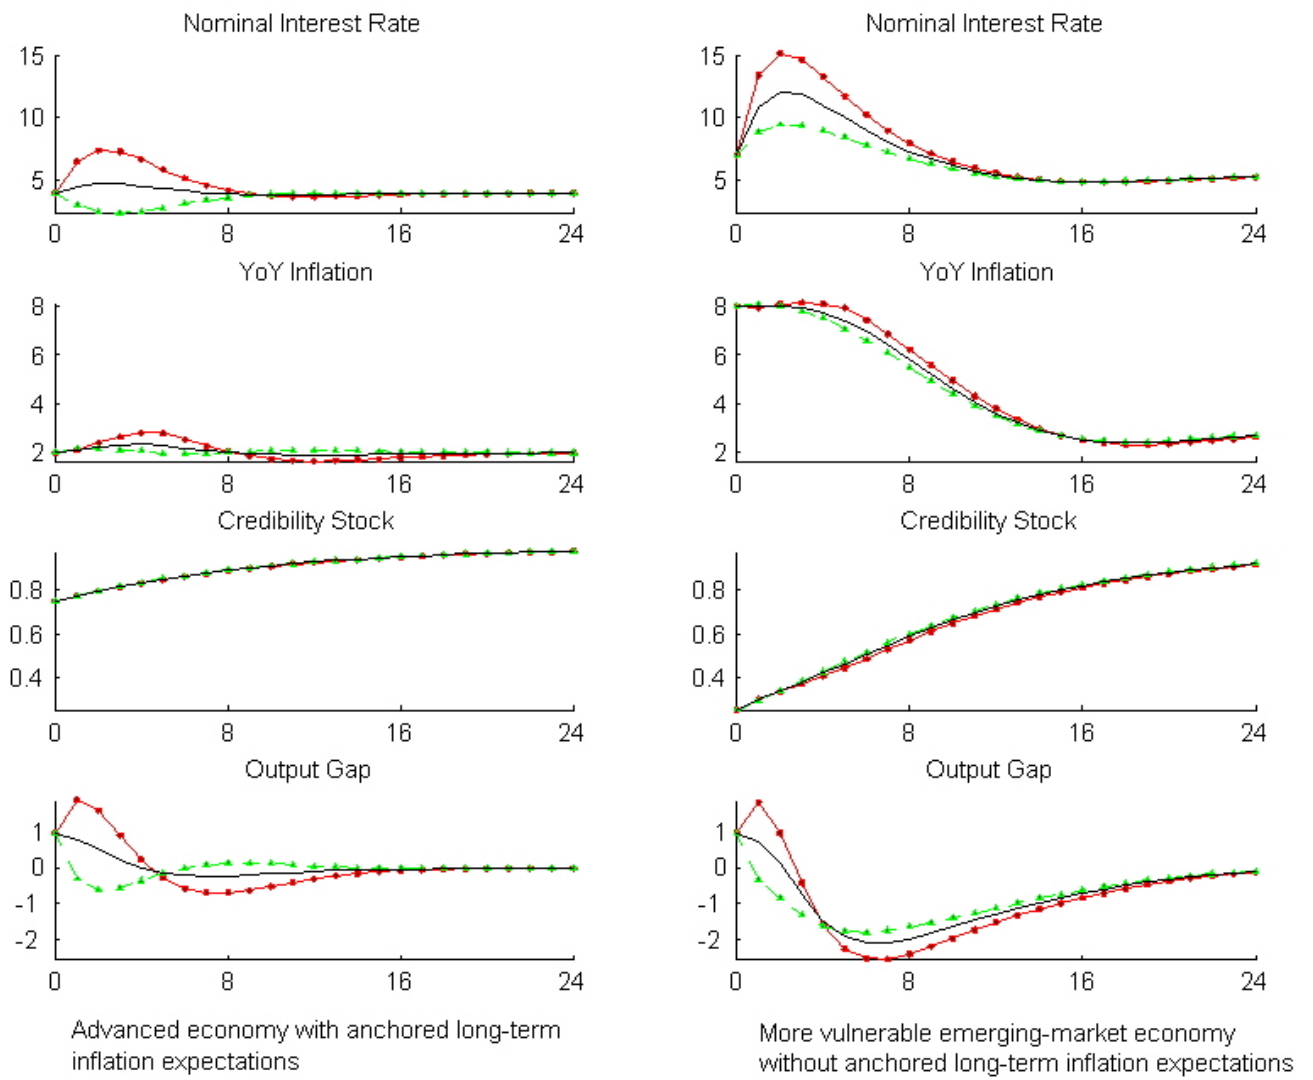 Nominal Interest Rate
15
10
5
0 8 16 24
YoY Inflation
8
6
4
2
0 8 16 24
Credibility Stock
0.8
0.6
0.4
0 8 16 24
Output Gap
1
0
-1
-2
0 8 16 24
Advanced economy with anchored long-term
inflation expectations
Nominal Interest Rate
15
10
5
0 8 16 24
YoY Inflation
8
6
4
2
0 8 16 24
Credibility Stock
0.8
0.6
0.4
0 8 16 24
Output Gap
1
0
-1
-2
0 8 16 24
More vulnerable emerging-market economy
without anchored long-term inflation expectations